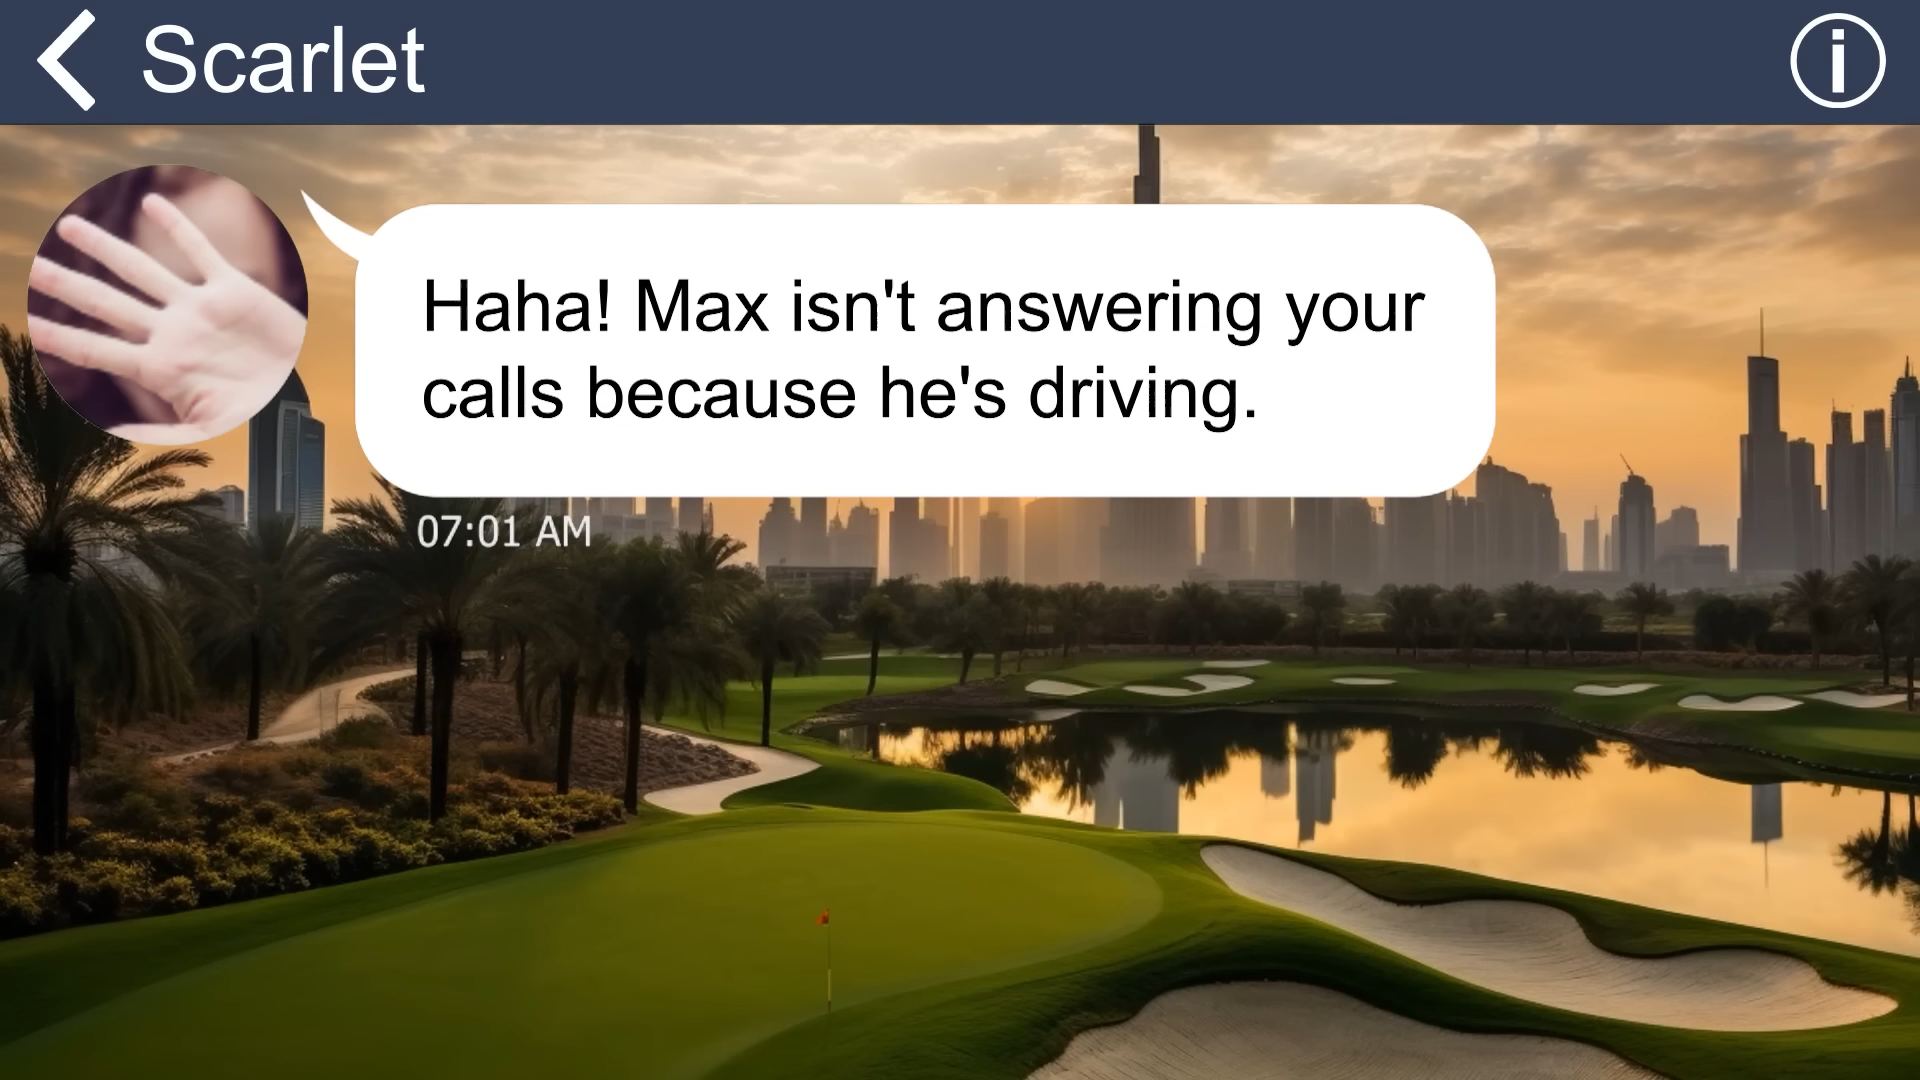 Scarlet
Haha! Max isn't answering your
calls because he's driving.
07:01 AM